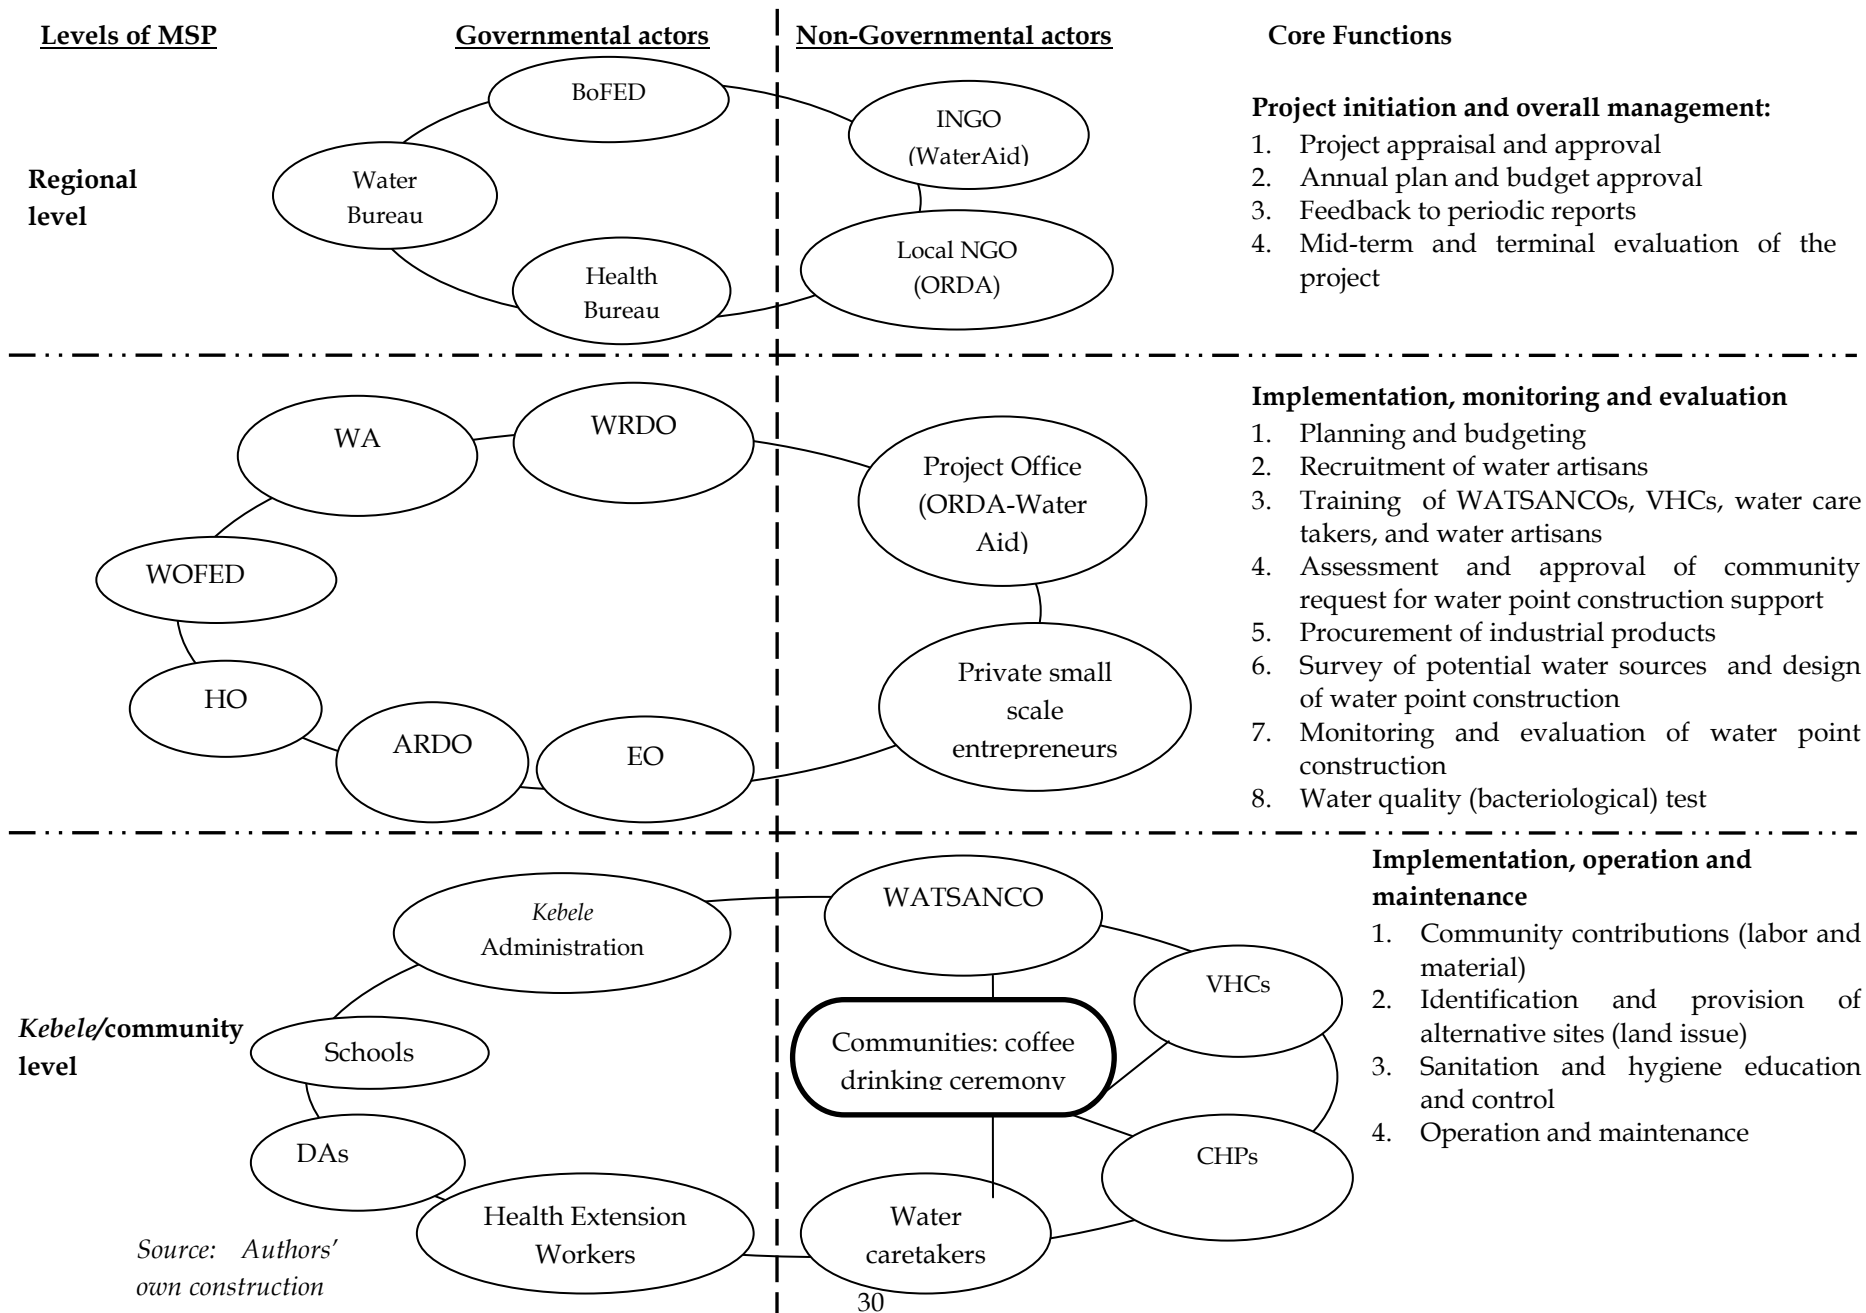 Levels of MSP
Governmental actors
Non-Governmental actors
Core Functions
Regional
level
BoFED
Water
Bureau
Health
Bureau
INGO
(WaterAid)
Local NGO
(ORDA)
Project initiation and overall management:
1. Project appraisal and approval
2. Annual plan and budget approval
3. Feedback to periodic reports
4. Mid-term and terminal evaluation of the
project
WA
WRDO
WOFED
HO
ARDO
EO
Project Office
(ORDA-Water
Aid)
Private small
scale
entrepreneurs
Implementation, monitoring and evaluation
1. Planning and budgeting
2. Recruitment of water artisans
3. Training of WATSANCOs, VHCs, water care
takers, and water artisans
4. Assessment and approval of community
request for water point construction support
5. Procurement of industrial products
6. Survey of potential water sources and design
of water point construction
7. Monitoring and evaluation of water point
construction
8. Water quality (bacteriological) test
Kebele/community
level
Kebele
Administration
Schools
DAs
Health Extension
Workers
WATSANCO
VHCs
Communities: coffee
drinking ceremony
CHPs
Water
caretakers
Implementation, operation and
maintenance
1. Community contributions (labor and
material)
2. Identification and provision of
alternative sites (land issue)
3. Sanitation and hygiene education
and control
4. Operation and maintenance
Source: Authors'
own construction
30